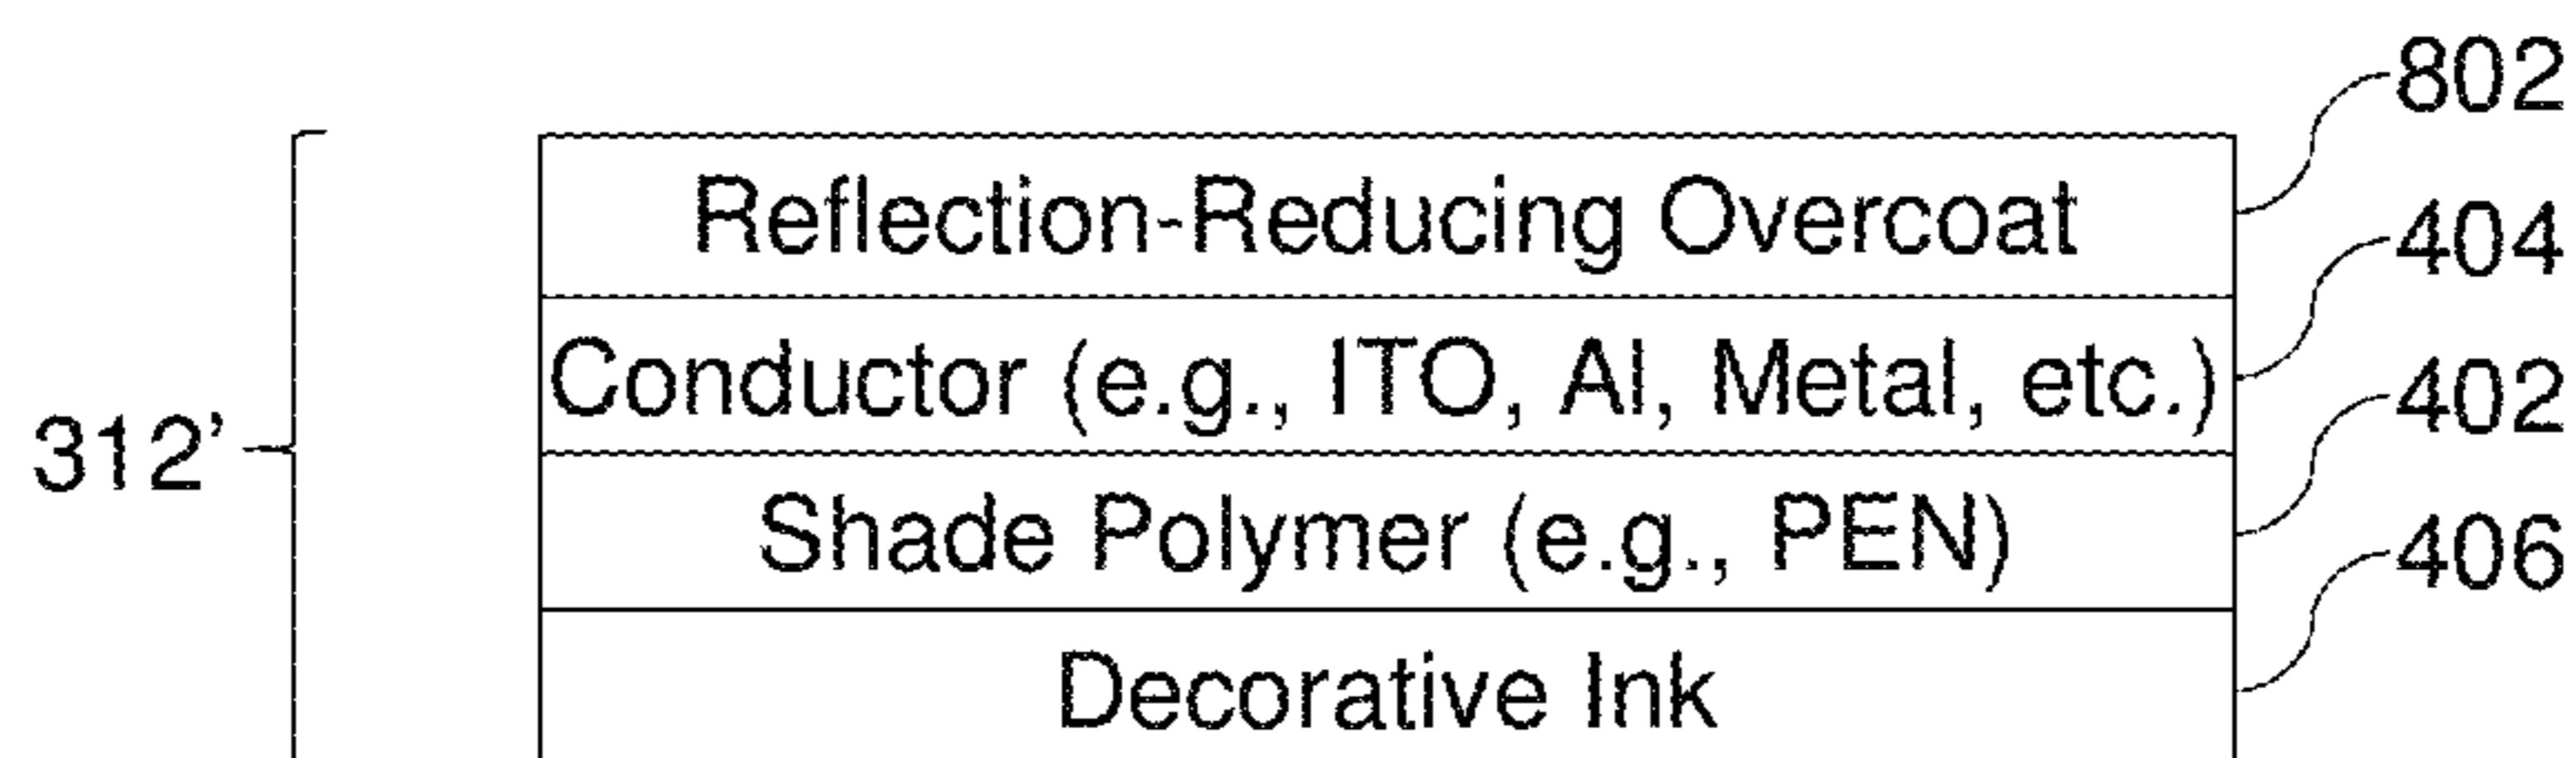 802
Reflection-Reducing Overcoat
404
Conductor (e.g., ITO, Al, Metal, etc.)
402
312’
Shade Polymer (e.g., PEN)
406
Decorative Ink